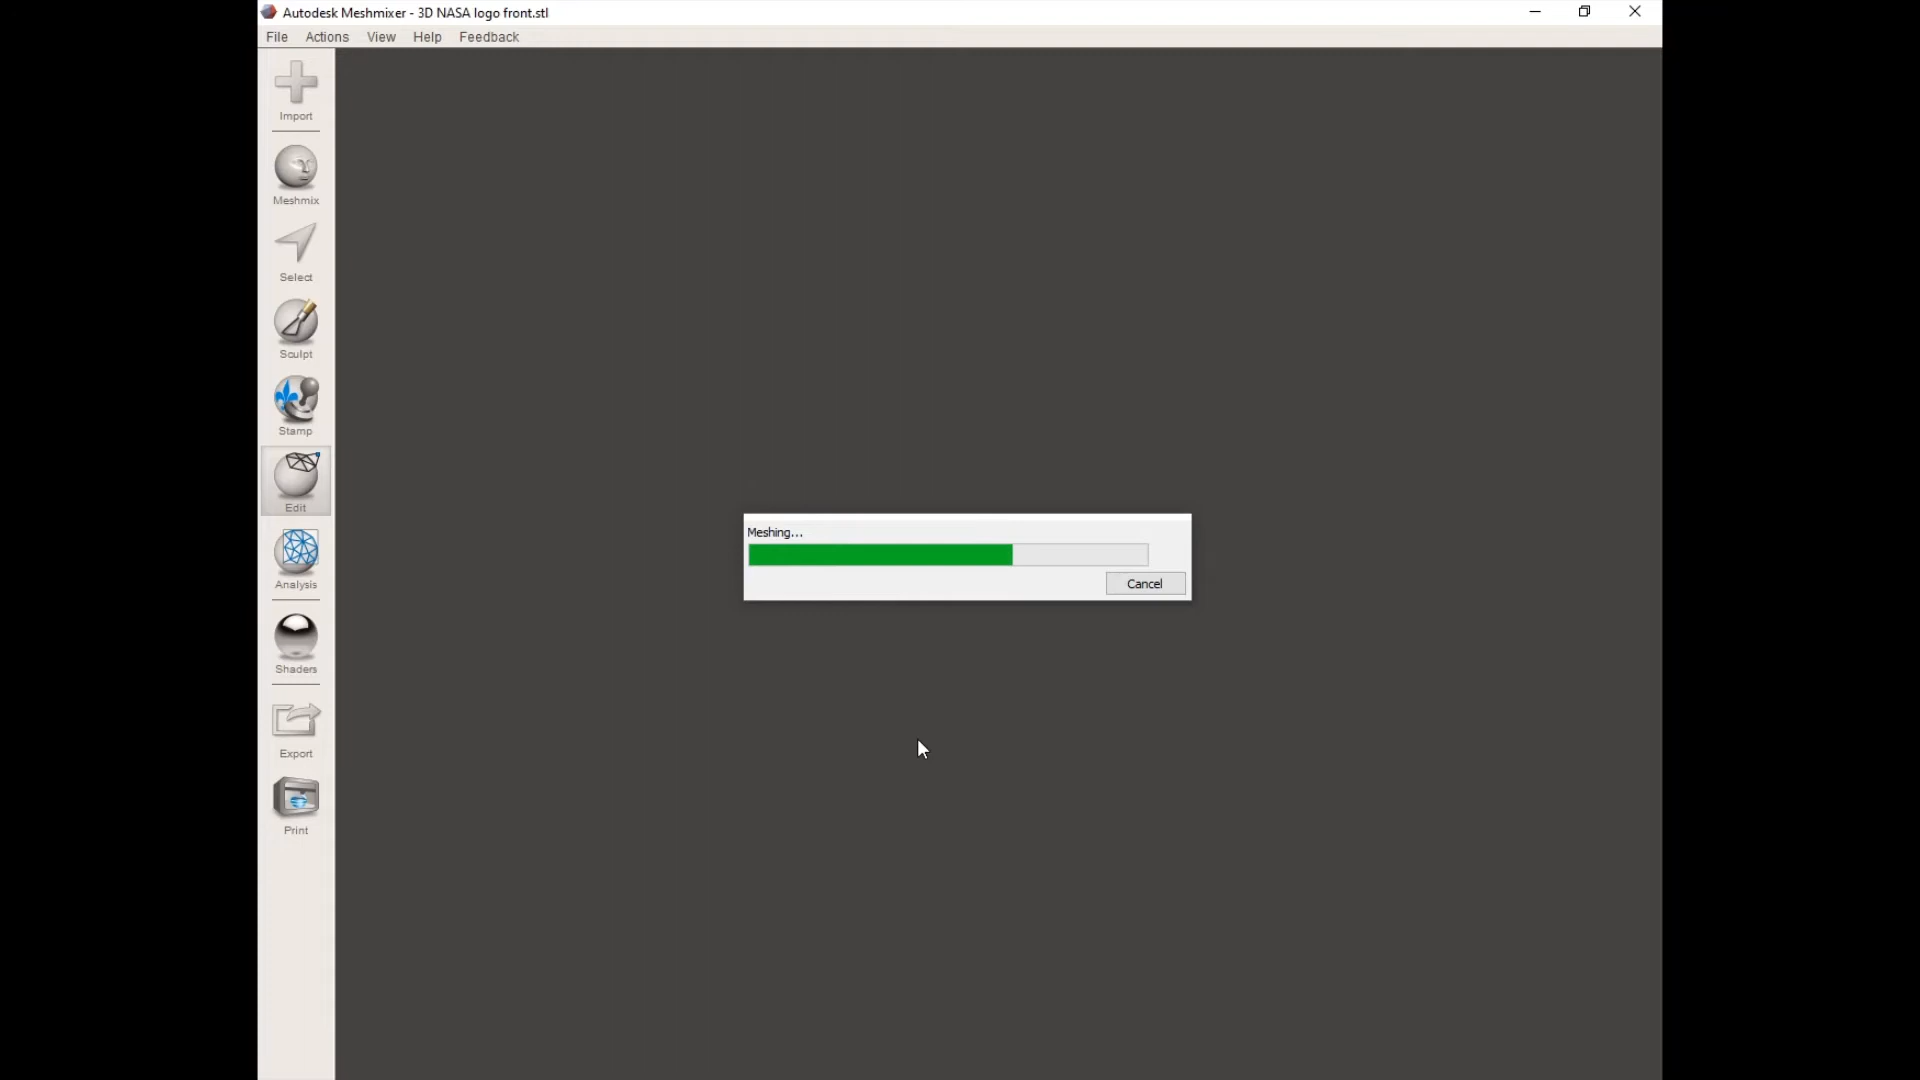 Autodesk Meshmixer - 3D NASA logo front.stl
File Actions View Help Feedback
Import
Meshmix
Select
Sculpt
Stamp
Edit
Analysis
Shaders
Export
Print
Meshing...
Cancel